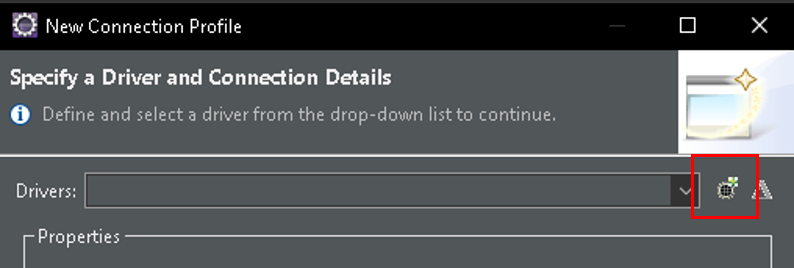 New Connection Profile
Specify a Driver and Connection Details
Define and select a driver from the drop-down list to continue.
Drivers:
Properties